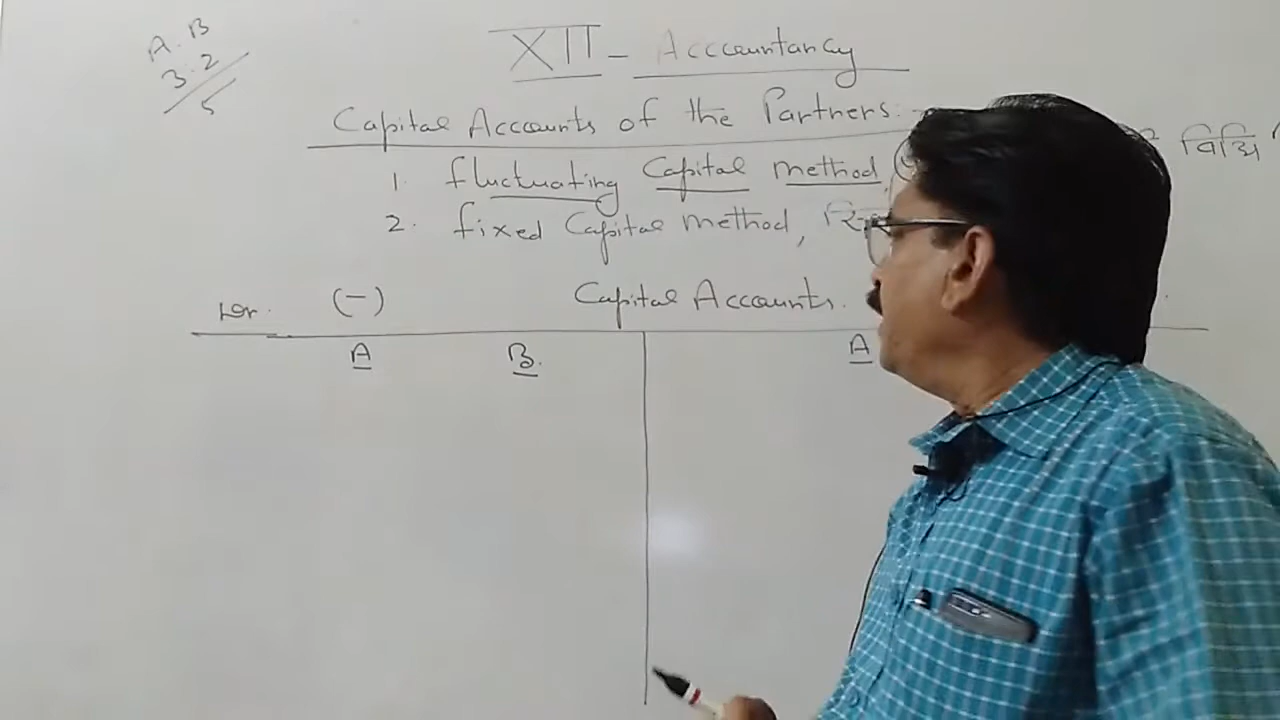 A. B
3:2
5
XII - Acccountancy
Capital Accounts of the Partners:-
विधि
1. fluctuating Capital method
2. fixed Capital method,
Dr. (-) Capital Accounts.
A B. A